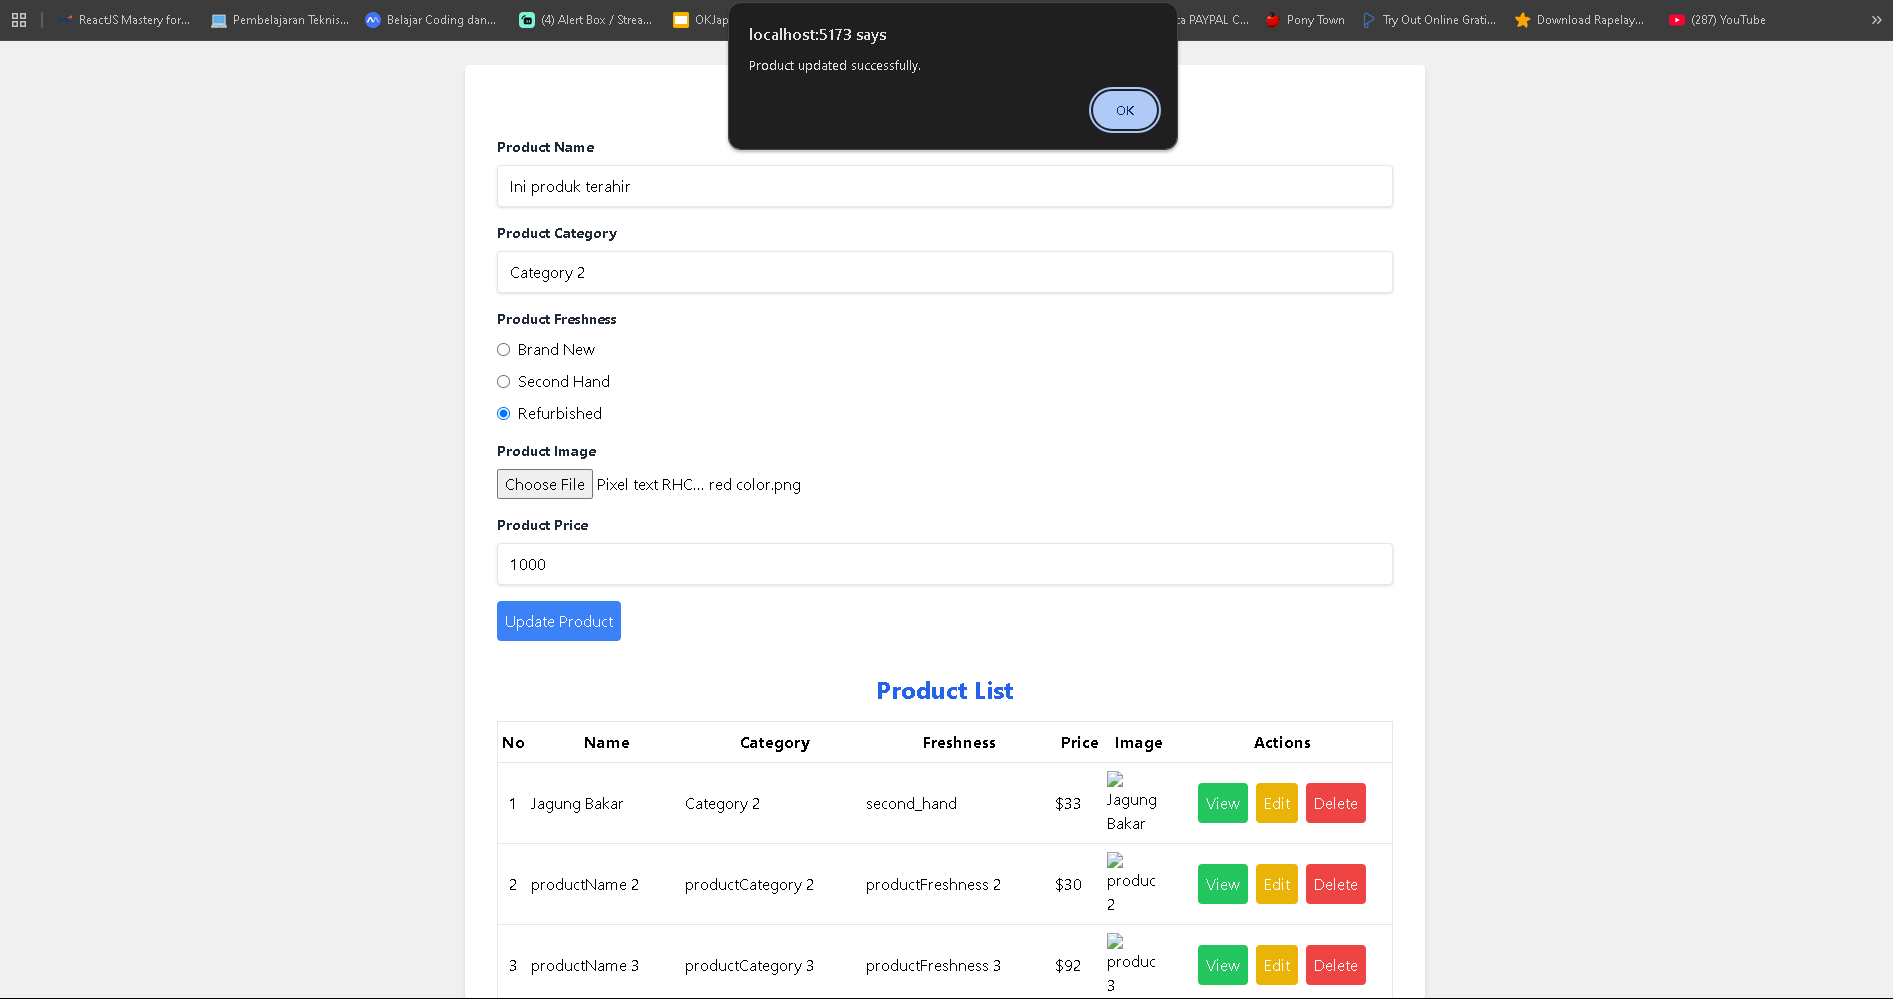 ReactJS Mastery for...
Pembelajaran Teknis...
Belajar Coding dan...
(4) Alert Box / Strea...
OKJap
ta PAYPAL C...
Pony Town
Try Out Online Grati...
Download Rapelay...
(287) YouTube
»
localhost:5173 says
Product updated successfully.
OK
Product Name
Ini produk terahir
Product Category
Category 2
Product Freshness
Brand New
Second Hand
Refurbished
Product Image
Choose File Pixel text RHC... red color.png
Product Price
1000
Update Product
Product List
No Name Category Freshness Price Image Actions
1 Jagung Bakar Category 2 second_hand $33 Jagung Bakar View Edit Delete
2 productName 2 productCategory 2 productFreshness 2 $30 produc 2 View Edit Delete
3 productName 3 productCategory 3 productFreshness 3 $92 produc 3 View Edit Delete